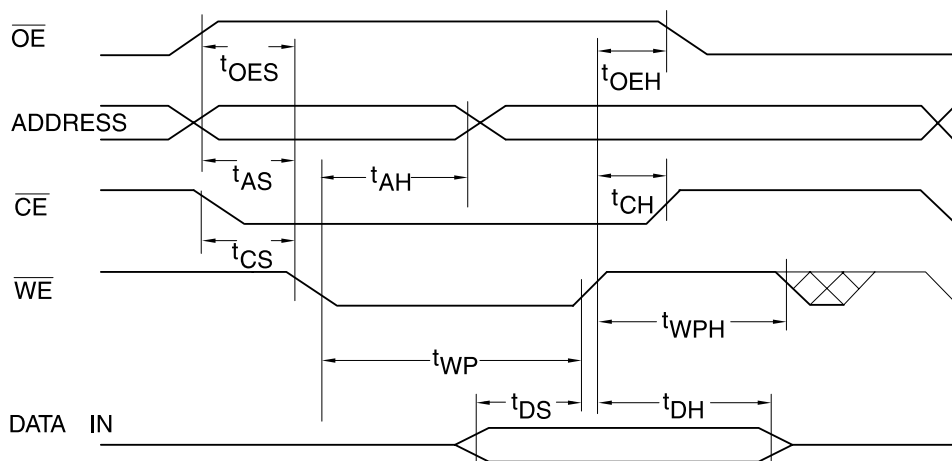 OE
tOES
tOEH
ADDRESS
tAS
tAH
CE
tCH
tCS
WE
tWPH
tWP
tDS
tDH
DATA IN